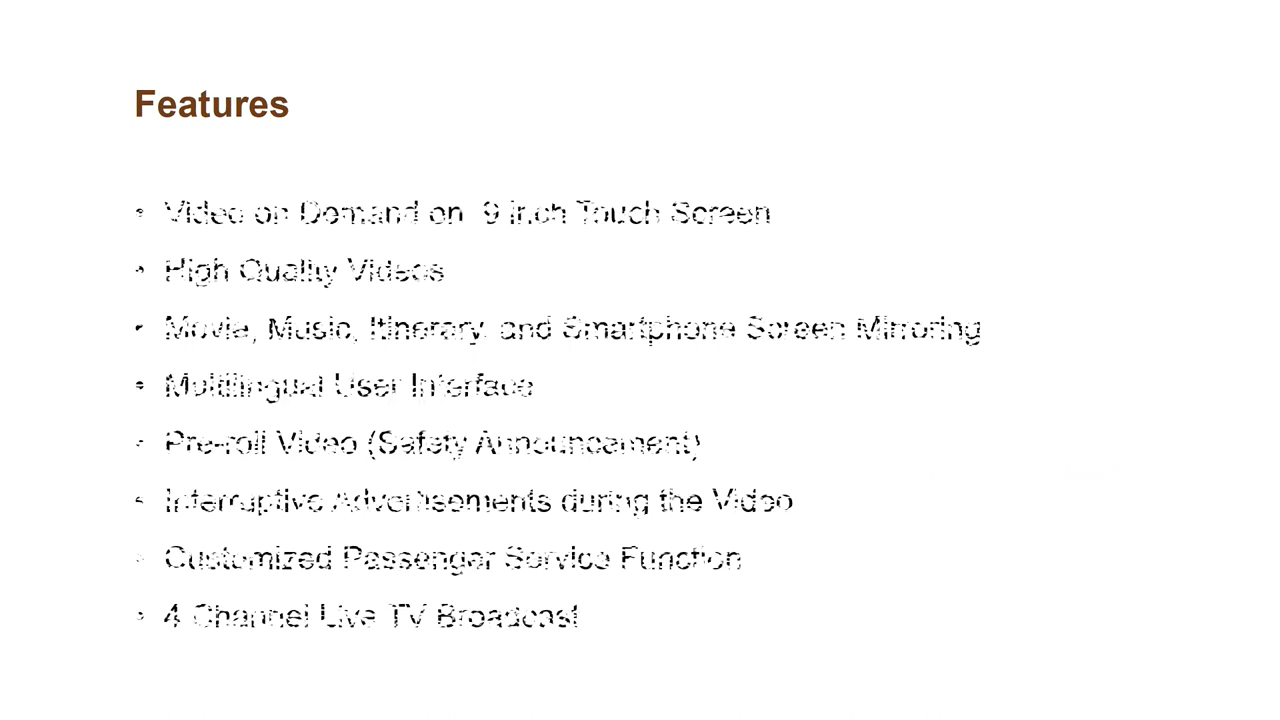 Features
• Video on Demand on 9 inch Touch Screen
• High Quality Videos
• Movie, Music, Itinerary, and Smartphone Screen Mirroring
• Multilingual User Interface
• Pre-roll Video (Safety Announcement)
• Interruptive Advertisements during the Video
• Customized Passenger Service Function
• 4 Channel Live TV Broadcast